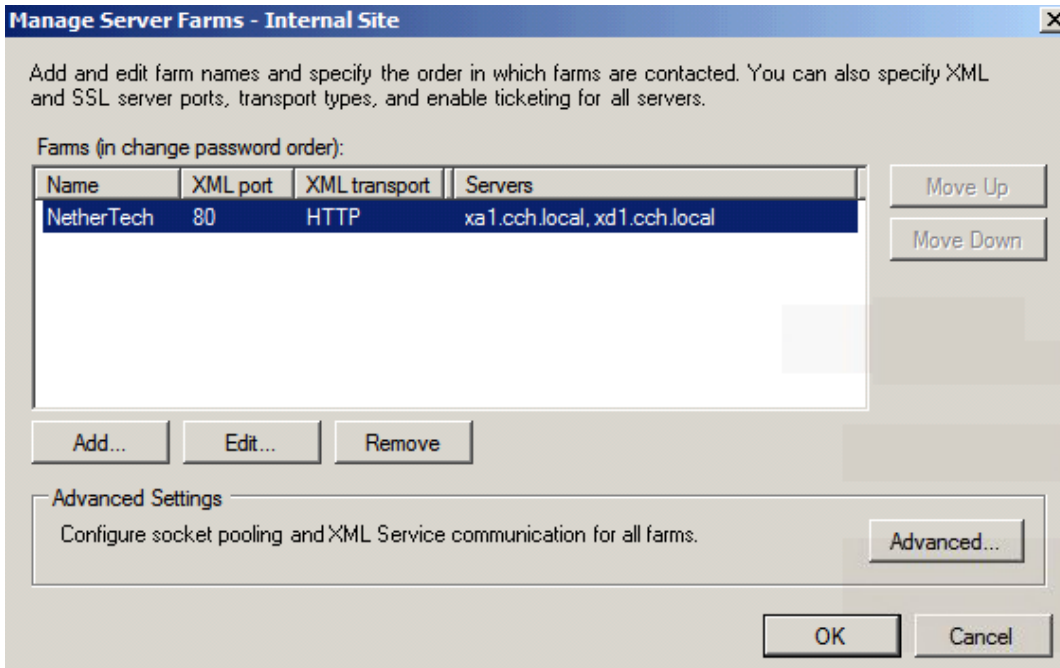 Manage Server Farms - Internal Site
Add and edit farm names and specify the order in which farms are contacted. You can also specify XML
and SSL server ports, transport types, and enable ticketing for all servers.
Farms (in change password order):
Name XML port XML transport Servers
NetherTech 80 HTTP xa1.cch.local, xd1.cch.local
Move Up
Move Down
Add... Edit... Remove
Advanced Settings
Configure socket pooling and XML Service communication for all farms.
Advanced...
OK Cancel